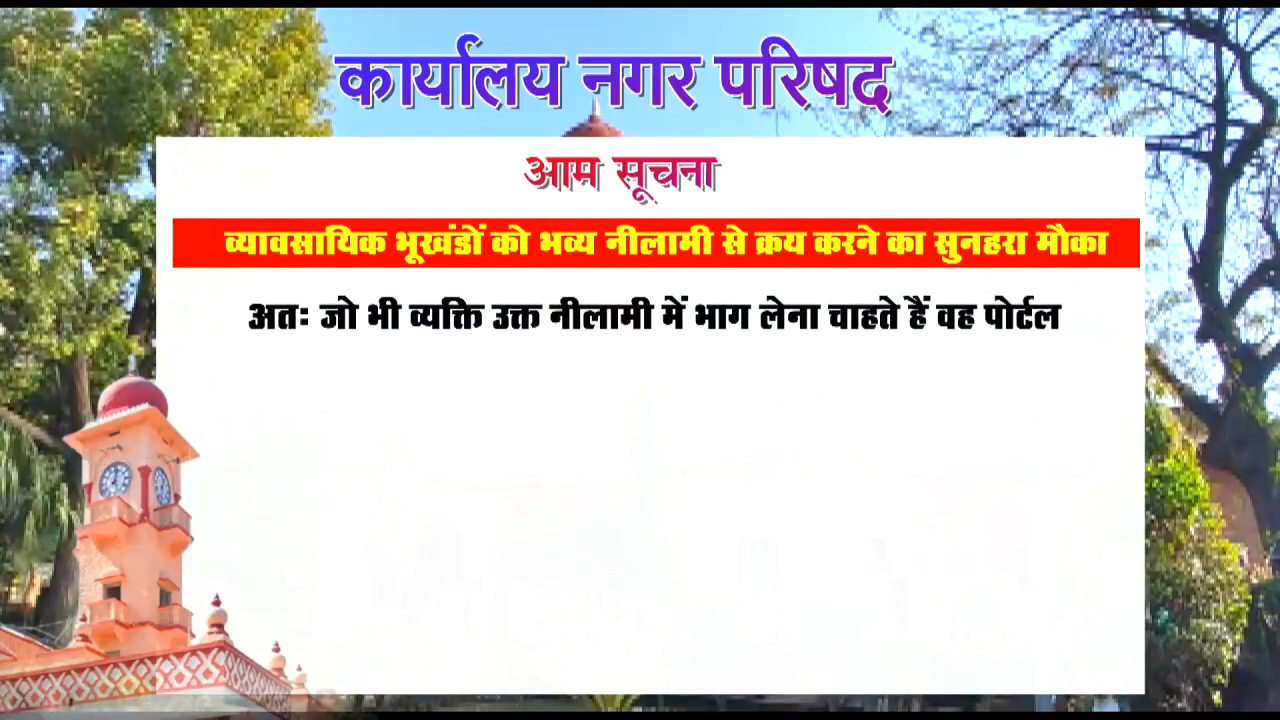 कार्यालय नगर परिषद
आम सूचना
व्यावसायिक भूखंडों को भव्य नीलामी से क्रय करने का सुनहरा मौका
अतः जो भी व्यक्ति उक्त नीलामी में भाग लेना चाहते हैं वह पोर्टल